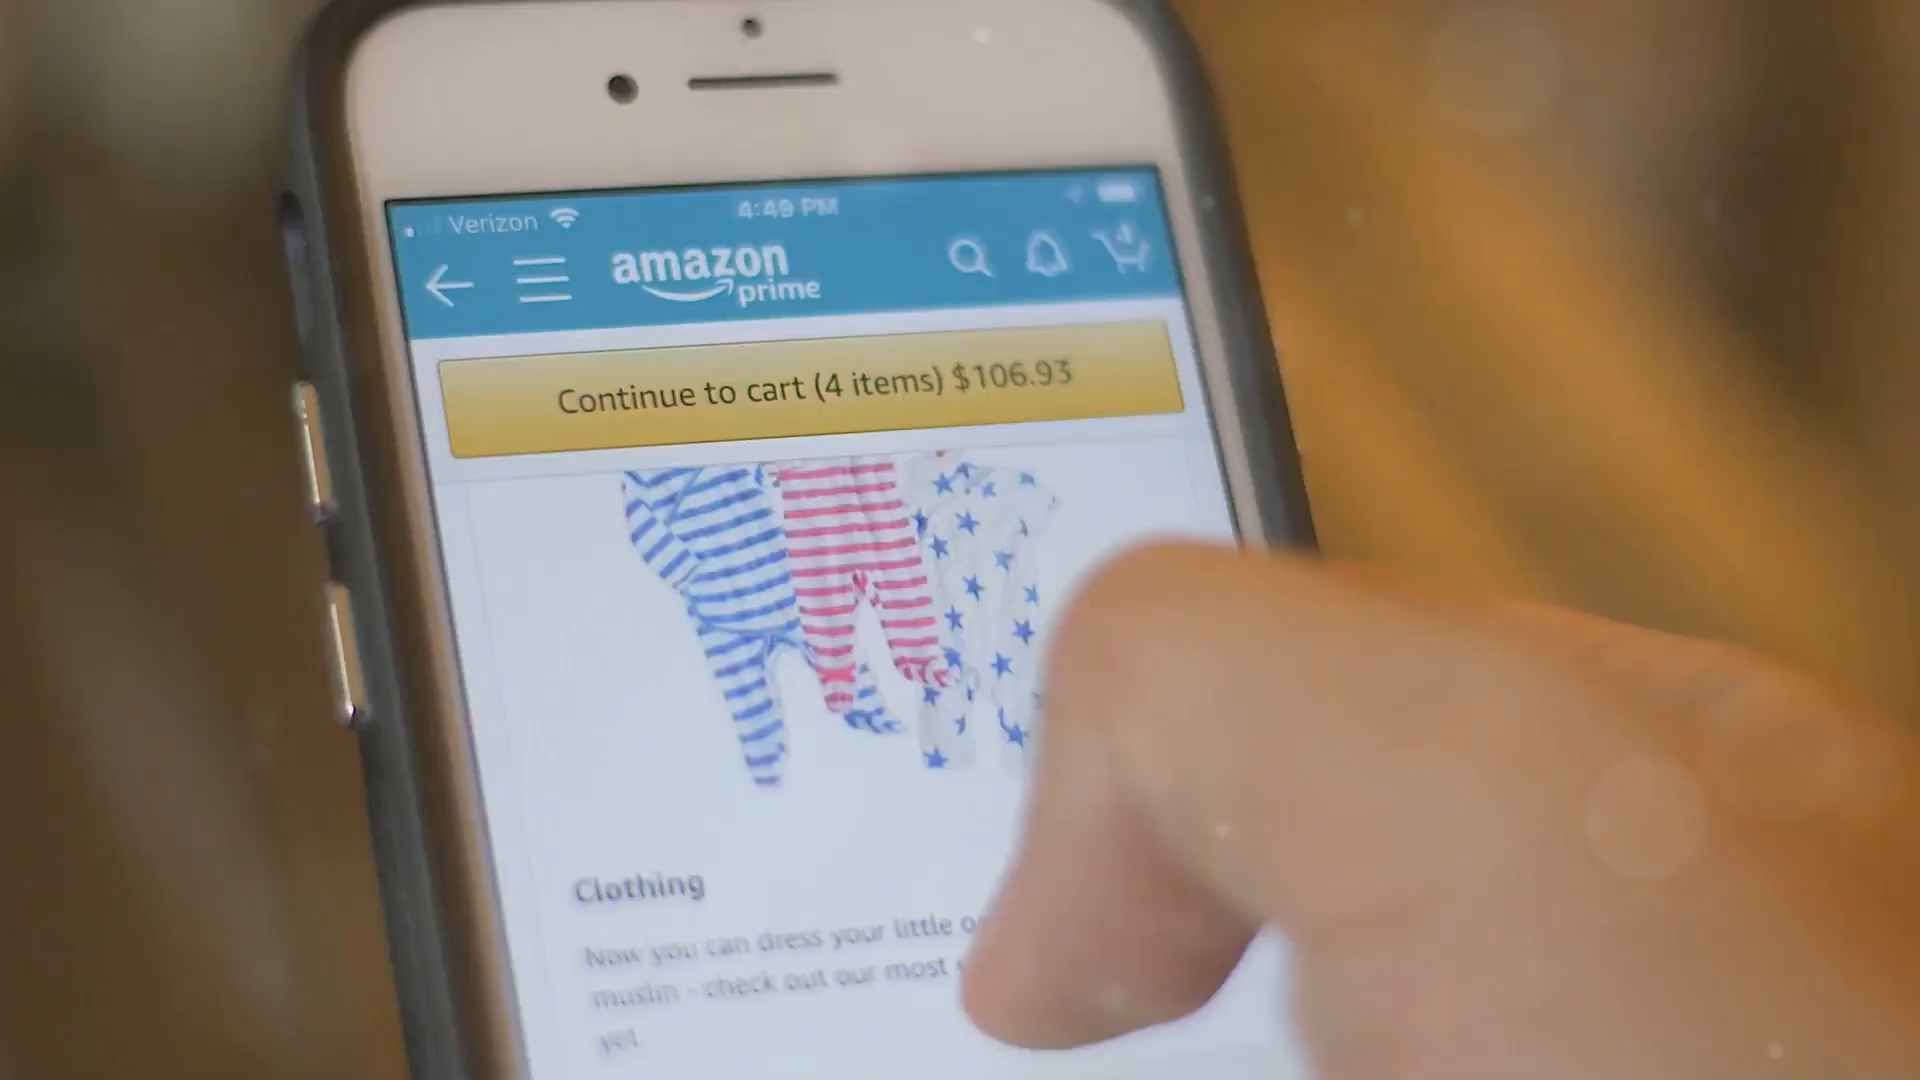 Verizon 4:49 PM
amazon prime
4
Continue to cart (4 items) $106.93
Clothing
Now you can dress your little
muslin - check out our most
yet.